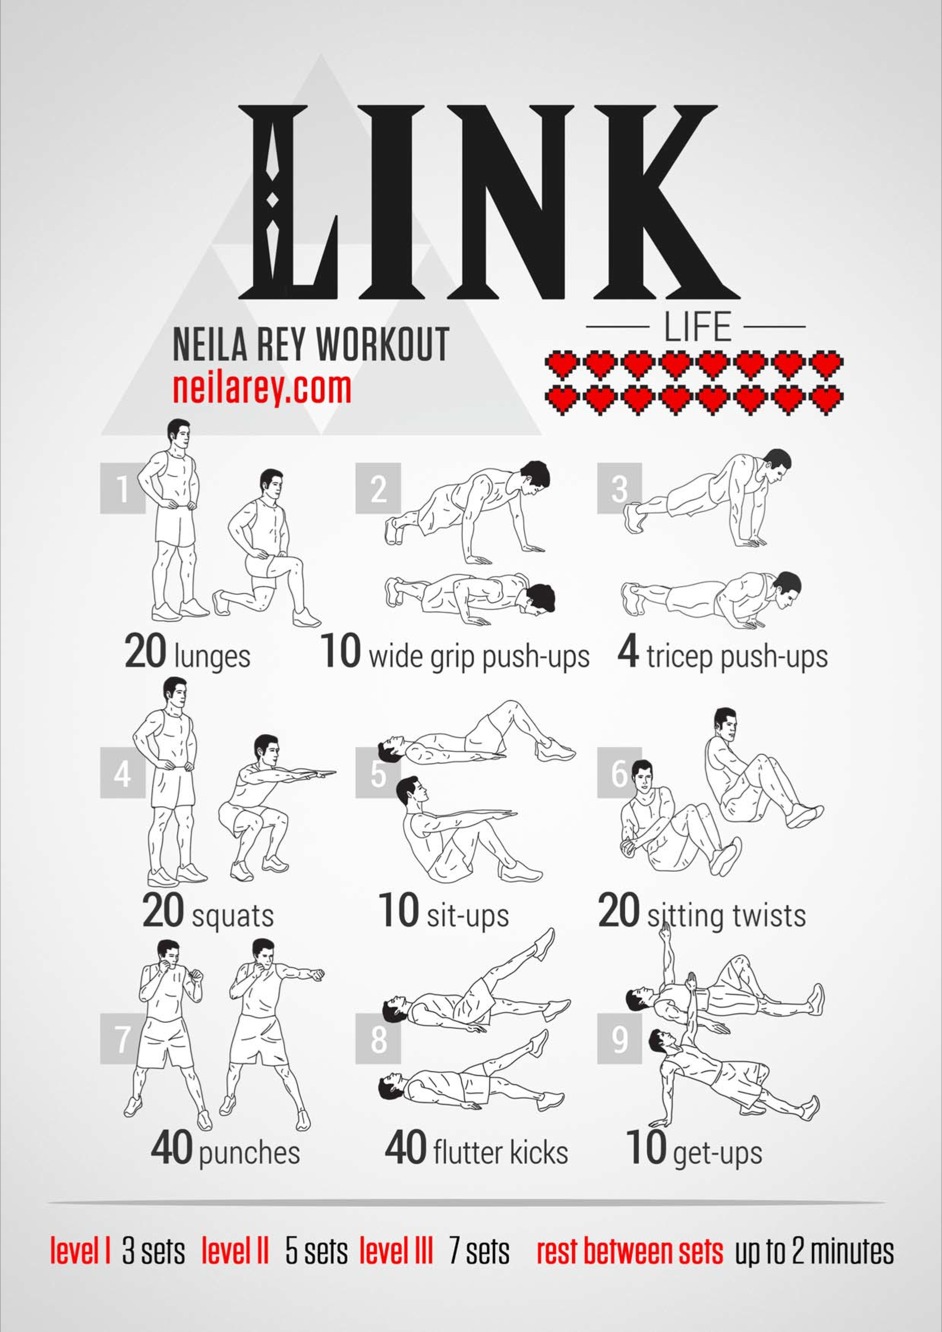 LINK
LIFE
NEILA REY WORKOUT
neilarey.com
1
2
3
20 lunges
10 wide grip push-ups
4 tricep push-ups
4
5
6
20 squats
10 sit-ups
20 sitting twists
7
8
9
40 punches
40 flutter kicks
10 get-ups
level I 3 sets level II 5 sets level III 7 sets rest between sets up to 2 minutes